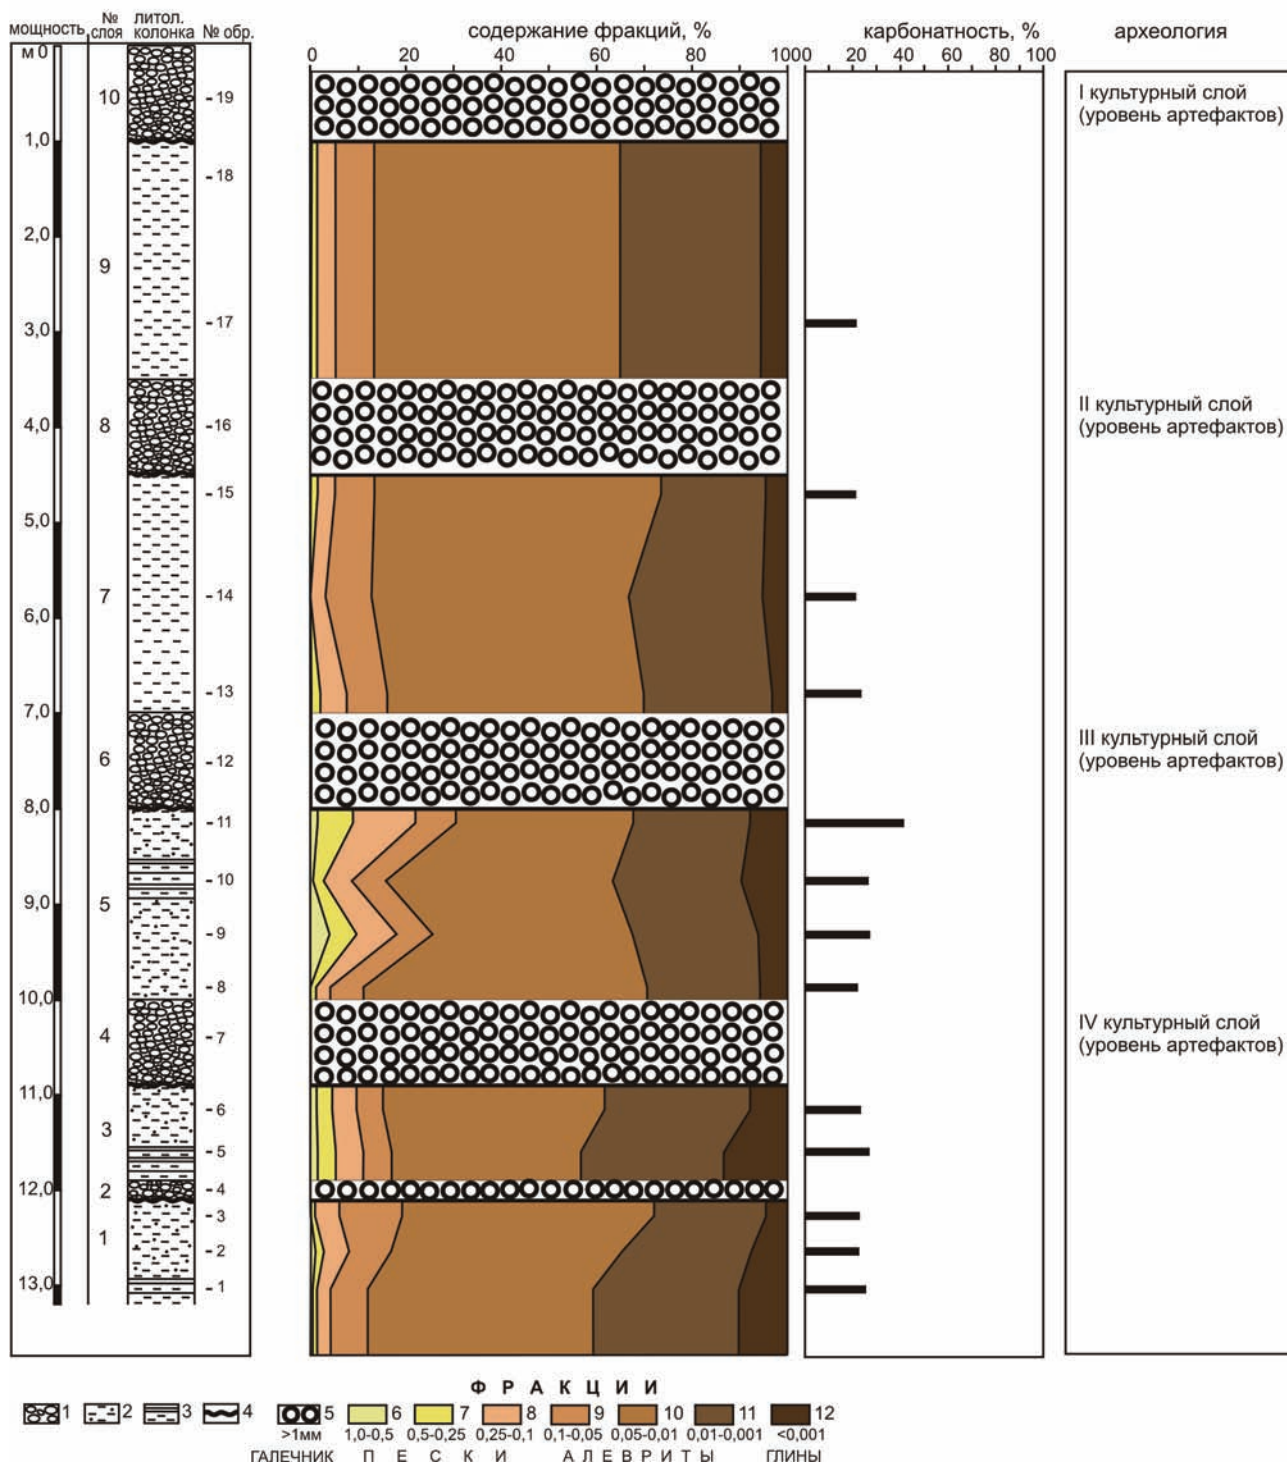 мощность
№ слоя
литол. колонка
№ обр.
содержание фракций, %
карбонатность, %
археология
0 20 40 60 80 100
0 20 40 60 80 100
м 0
1,0
2,0
3,0
4,0
5,0
6,0
7,0
8,0
9,0
10,0
11,0
12,0
13,0
10
9
8
7
6
5
4
3
2
1
- 19
- 18
- 17
- 16
- 15
- 14
- 13
- 12
- 11
- 10
- 9
- 8
- 7
- 6
- 5
- 4
- 3
- 2
- 1
I культурный слой
(уровень артефактов)
II культурный слой
(уровень артефактов)
III культурный слой
(уровень артефактов)
IV культурный слой
(уровень артефактов)
Ф Р А К Ц И И
1 2 3 4 5 6 7 8 9 10 11 12
>1мм 1,0-0,5 0,5-0,25 0,25-0,1 0,1-0,05 0,05-0,01 0,01-0,001 <0,001
ГАЛЕЧНИК П Е С К И А Л Е В Р И Т Ы ГЛИНЫ